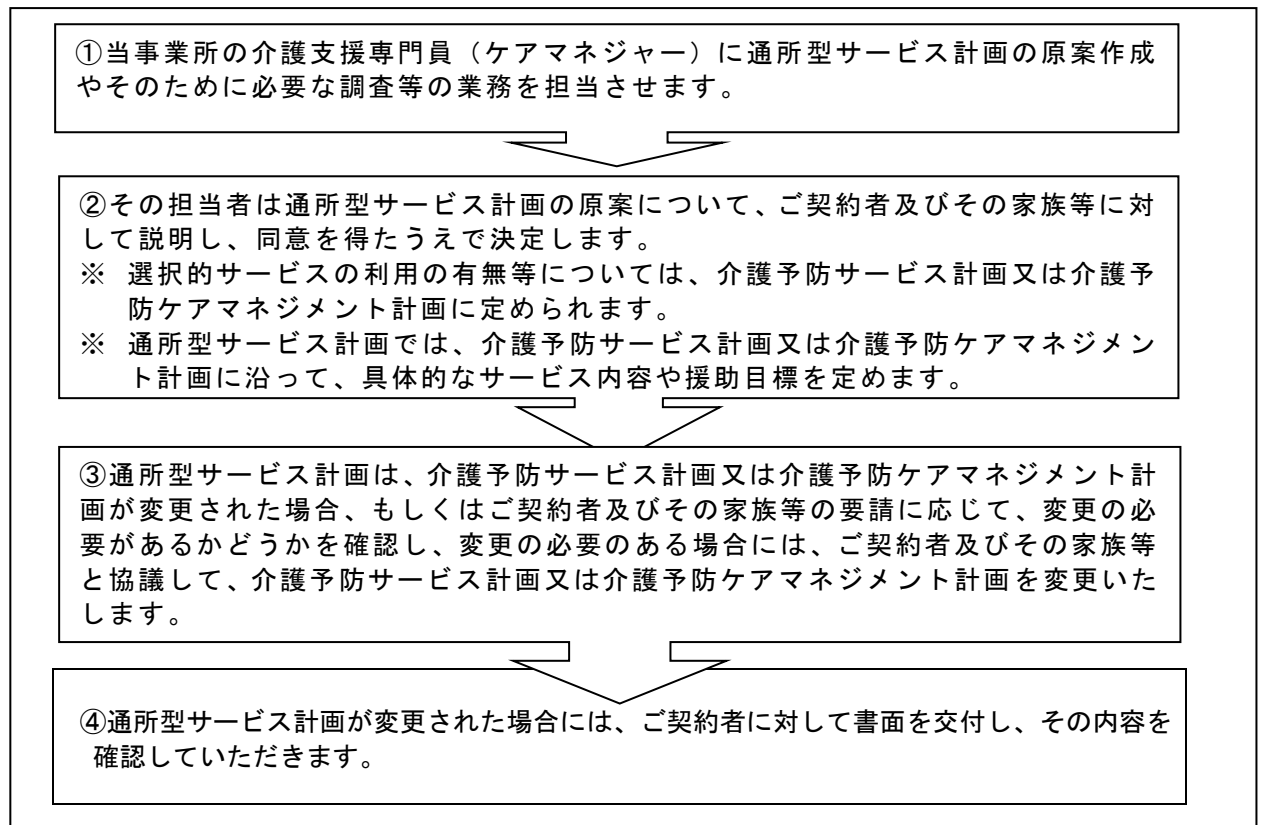 ①当事業所の介護支援専門員（ケアマネジャー）に通所型サービス計画の原案作成
やそのために必要な調査等の業務を担当させます。
②その担当者は通所型サービス計画の原案について、ご契約者及びその家族等に対
して説明し、同意を得たうえで決定します。
※ 選択的サービスの利用の有無等については、介護予防サービス計画又は介護予
防ケアマネジメント計画に定められます。
※ 通所型サービス計画では、介護予防サービス計画又は介護予防ケアマネジメン
ト計画に沿って、具体的なサービス内容や援助目標を定めます。
③通所型サービス計画は、介護予防サービス計画又は介護予防ケアマネジメント計
画が変更された場合、もしくはご契約者及びその家族等の要請に応じて、変更の必
要があるかどうかを確認し、変更の必要のある場合には、ご契約者及びその家族等
と協議して、介護予防サービス計画又は介護予防ケアマネジメント計画を変更いた
します。
④通所型サービス計画が変更された場合には、ご契約者に対して書面を交付し、その内容を
確認していただきます。